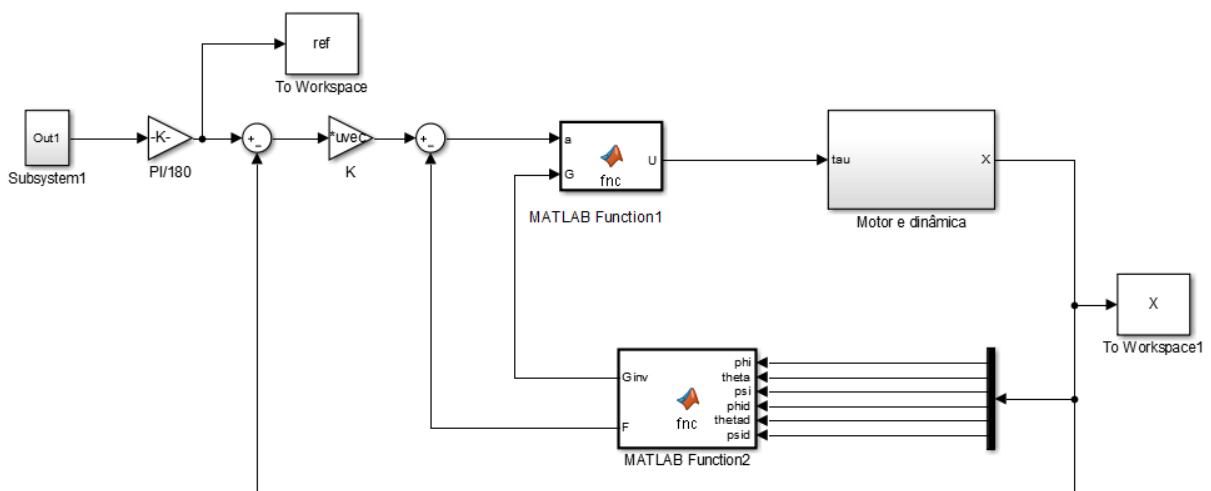 ref
To Workspace
Out1
Subsystem1
-K-
PI/180
+
-
*uvec
K
+
-
a
G
fnc
U
MATLAB Function1
tau
X
Motor e dinâmica
X
To Workspace1
Ginv
F
fnc
phi
theta
psi
phid
thetad
psid
MATLAB Function2